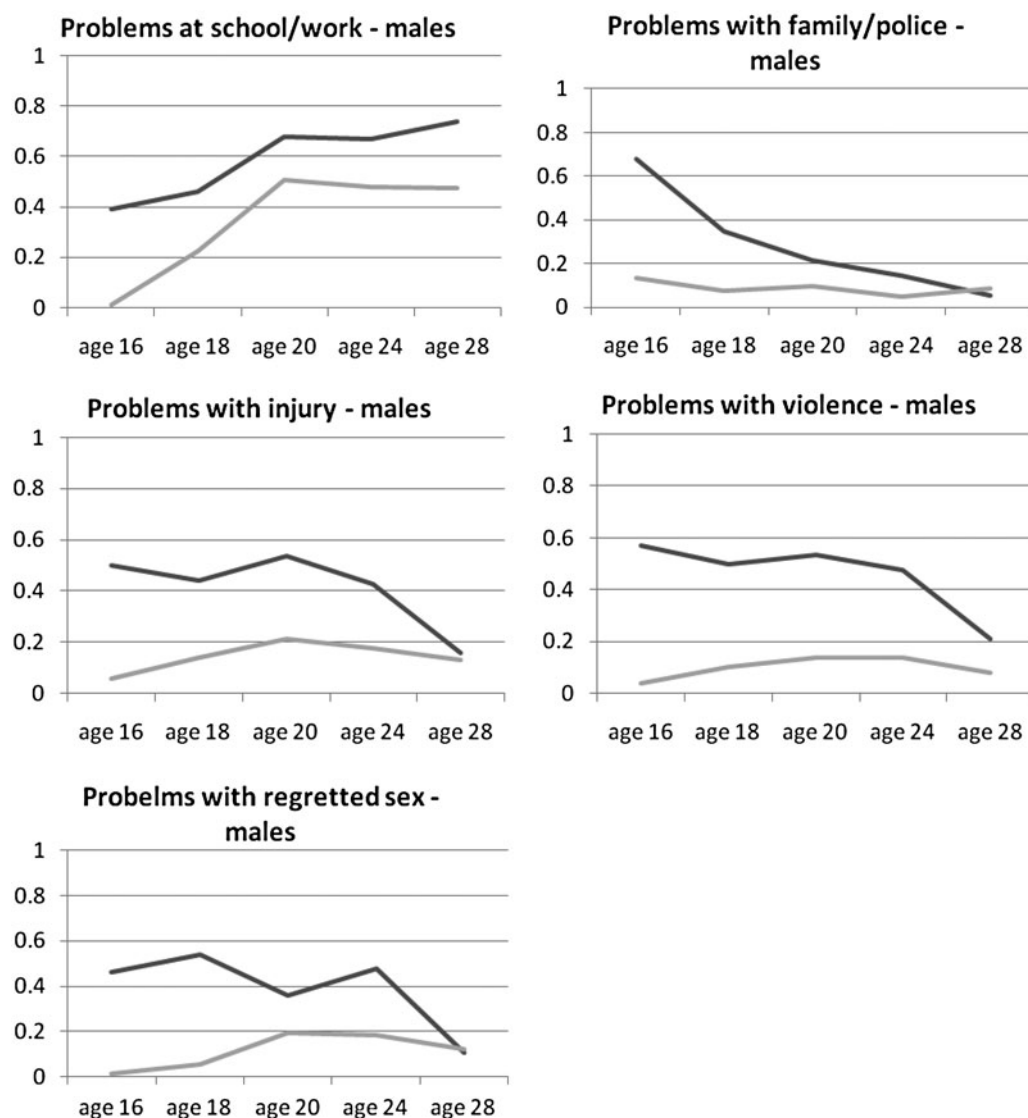 Problems at school/work - males
1
0.8
0.6
0.4
0.2
0
age 16 age 18 age 20 age 24 age 28
Problems with family/police -
males
1
0.8
0.6
0.4
0.2
0
age 16 age 18 age 20 age 24 age 28
Problems with injury - males
1
0.8
0.6
0.4
0.2
0
age 16 age 18 age 20 age 24 age 28
Problems with violence - males
1
0.8
0.6
0.4
0.2
0
age 16 age 18 age 20 age 24 age 28
Probelms with regretted sex -
males
1
0.8
0.6
0.4
0.2
0
age 16 age 18 age 20 age 24 age 28